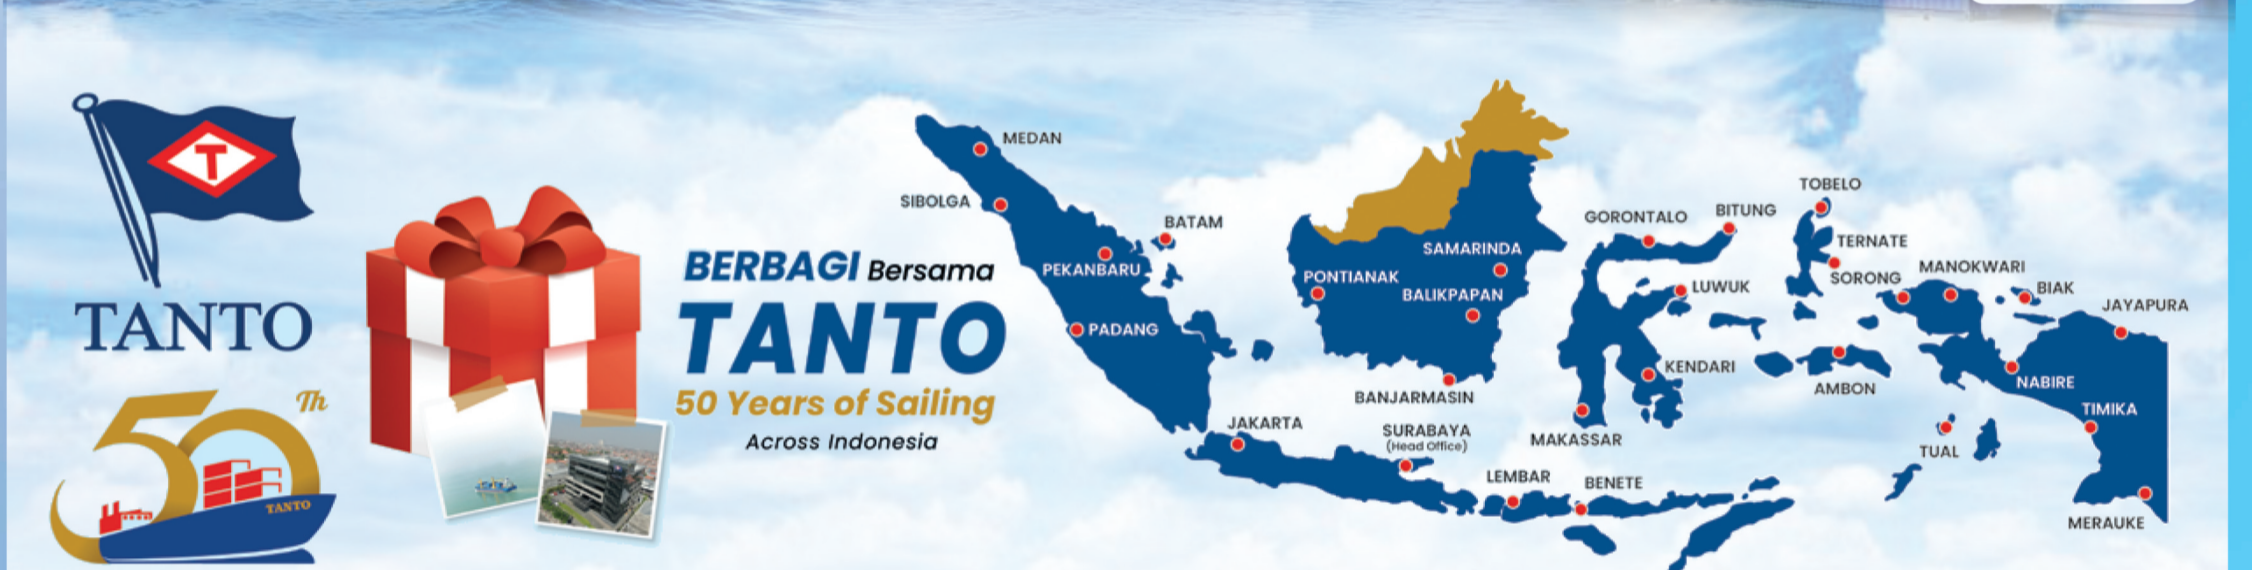 T
TANTO
50 Th
TANTO
BERBAGI Bersama
TANTO
50 Years of Sailing
Across Indonesia
MEDAN
SIBOLGA
BATAM
PEKANBARU
PADANG
JAKARTA
SURABAYA
(Head Office)
PONTIANAK
SAMARINDA
BALIKPAPAN
BANJARMASIN
LEMBAR
BENETE
MAKASSAR
GORONTALO
BITUNG
LUWUK
KENDARI
TOBELO
TERNATE
SORONG
MANOKWARI
BIAK
JAYAPURA
AMBON
NABIRE
TIMIKA
TUAL
MERAUKE